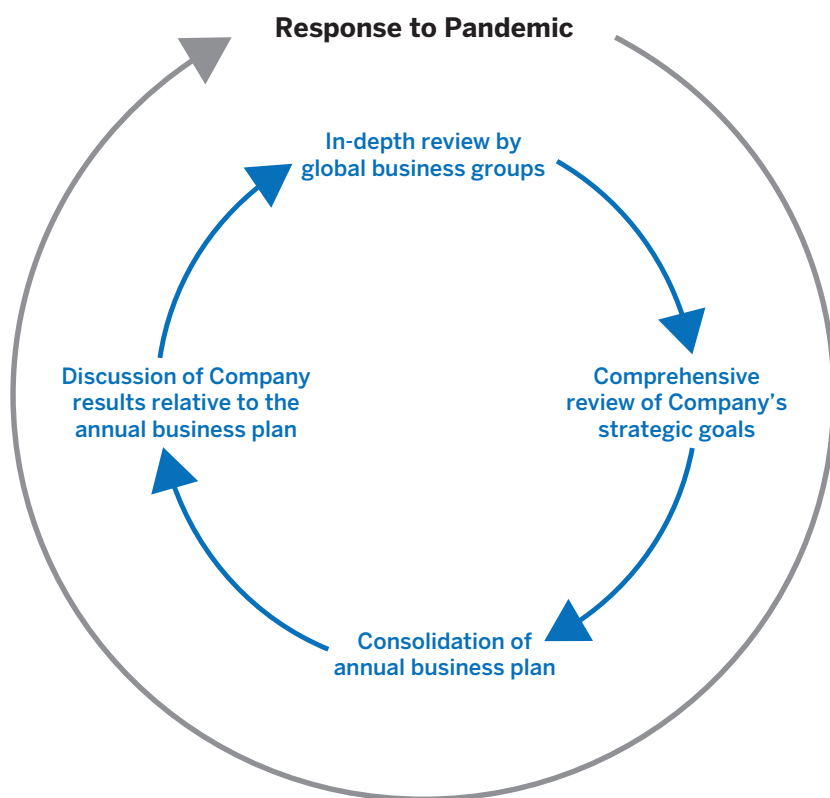 Response to Pandemic
In-depth review by
global business groups
Comprehensive
review of Company’s
strategic goals
Consolidation of
annual business plan
Discussion of Company
results relative to the
annual business plan